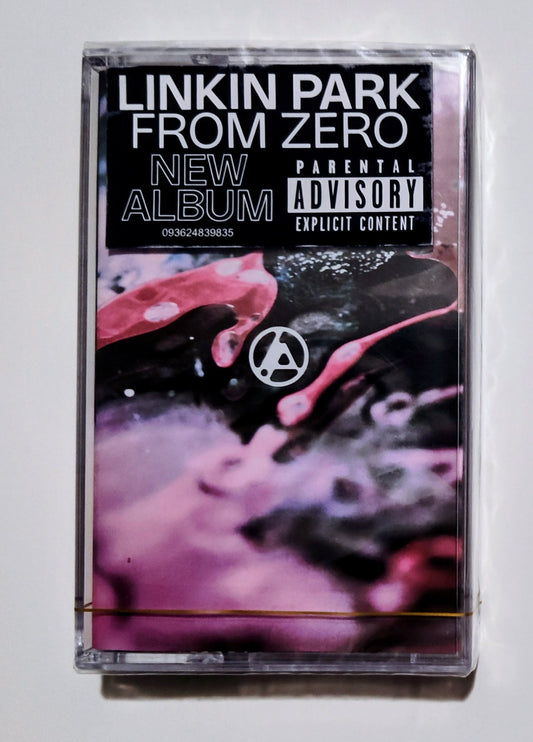 LINKIN PARK
FROM ZERO
NEW
ALBUM
093624839835
PARENTAL
ADVISORY
EXPLICIT CONTENT